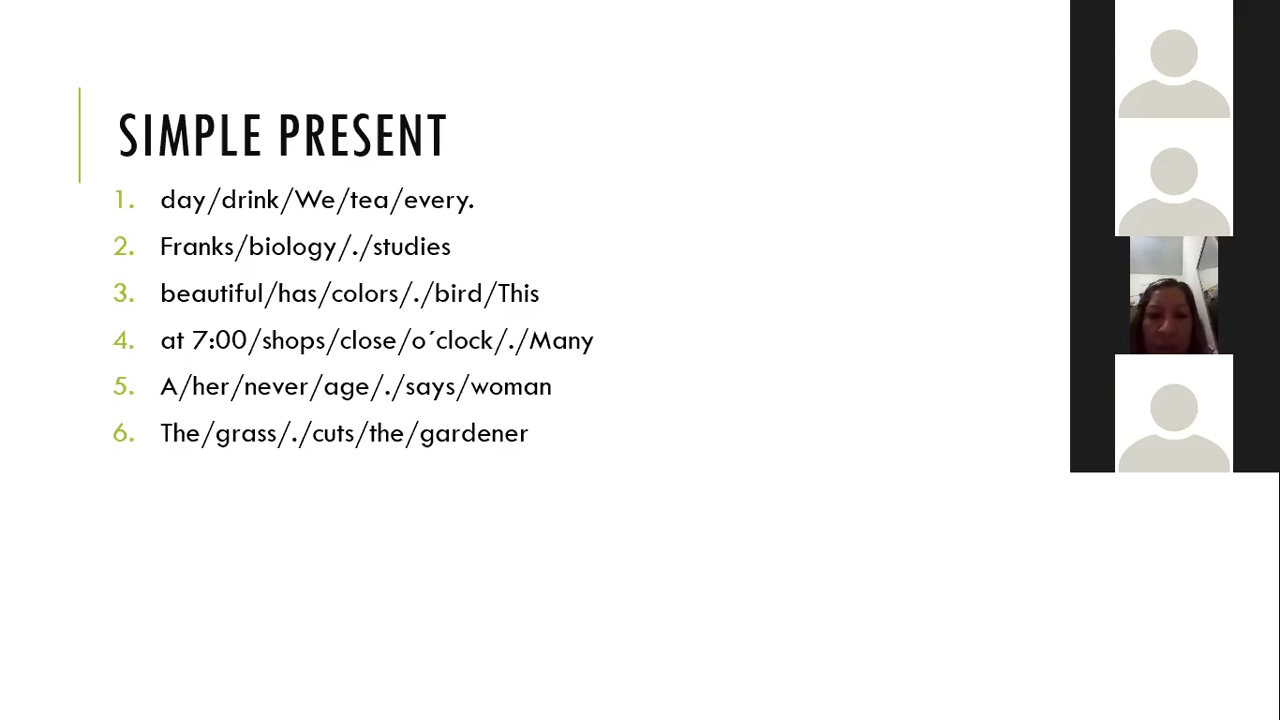 SIMPLE PRESENT
1. day/drink/We/tea/every.
2. Franks/biology/./studies
3. beautiful/has/colors/./bird/This
4. at 7:00/shops/close/o´clock/./Many
5. A/her/never/age/./says/woman
6. The/grass/./cuts/the/gardener